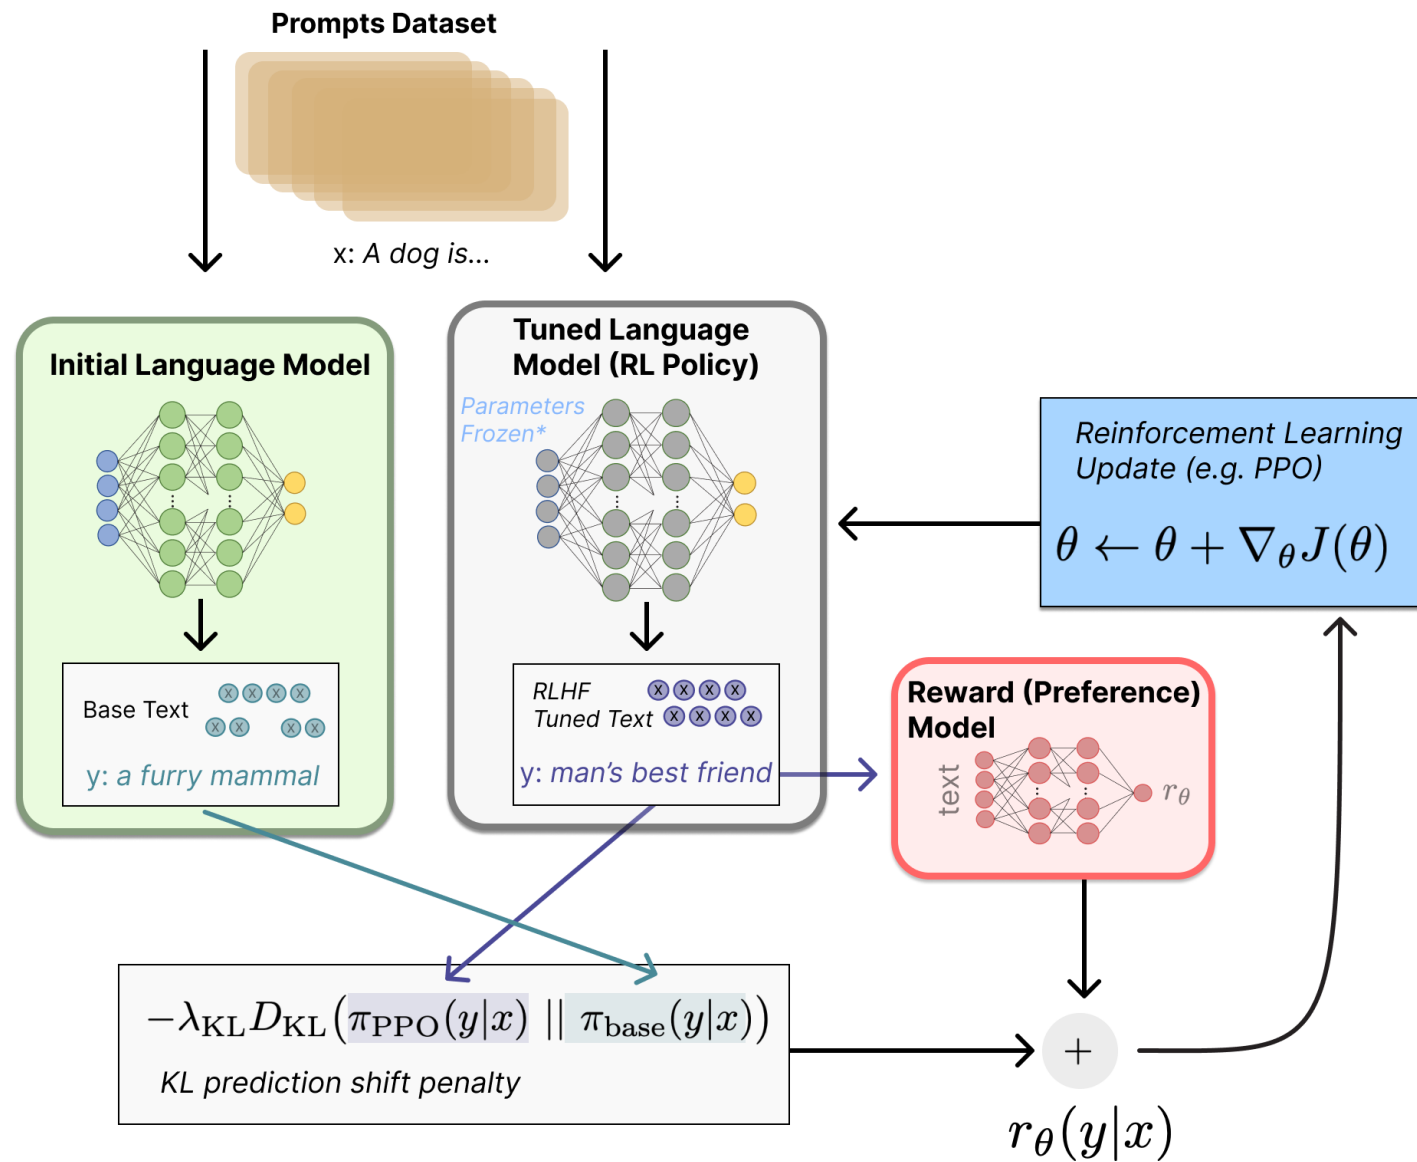 Prompts Dataset
x: A dog is...
Initial Language Model
Tuned Language
Model (RL Policy)
Parameters
Frozen*
Reinforcement Learning
Update (e.g. PPO)
θ ← θ + ∇θJ(θ)
Base Text
x x x x
x x x x
y: a furry mammal
RLHF
Tuned Text
x x x x
x x x x
y: man's best friend
Reward (Preference)
Model
text
rθ
−λKL DKL(πPPO(y|x) || πbase(y|x))
KL prediction shift penalty
+
rθ(y|x)